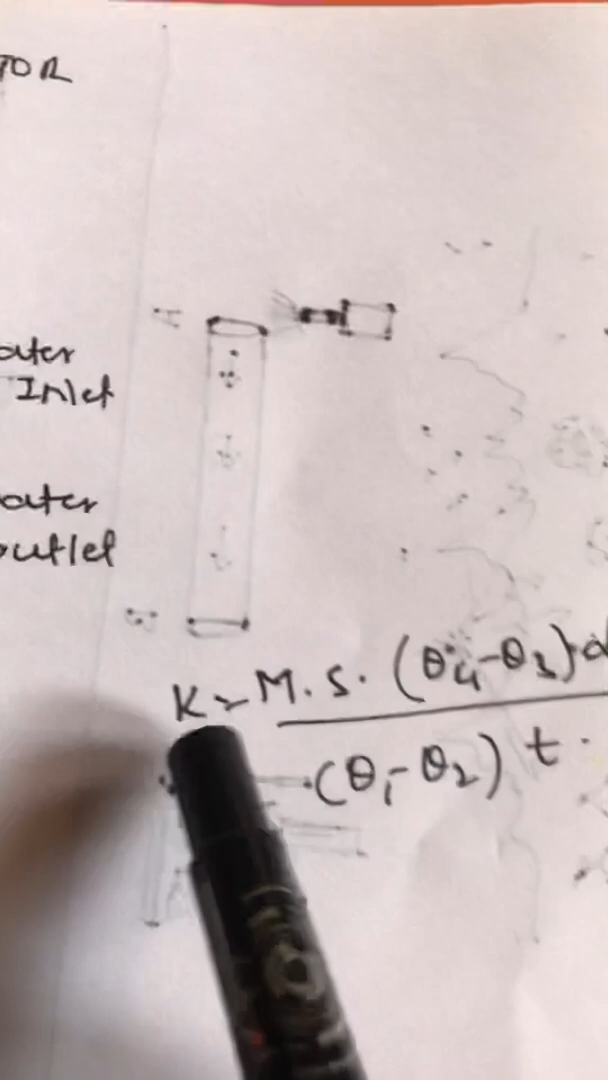 TOR
A
ater
Inlet
ater
outlet
B
K = M.S. (θ4-θ3) d
(θ1-θ2) t.